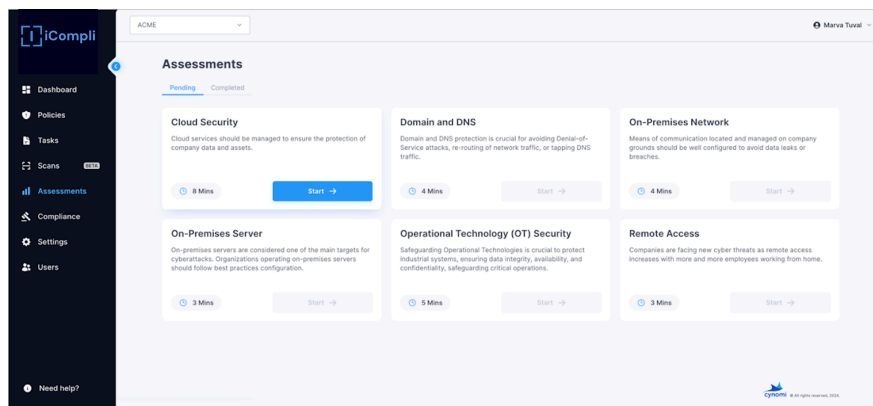 iCompli
ACME
Marva Tuval
Dashboard
Policies
Tasks
Scans BETA
Assessments
Compliance
Settings
Users
Need help?
Assessments
Pending Completed
Cloud Security
Cloud services should be managed to ensure the protection of
company data and assets.
8 Mins
Start →
Domain and DNS
Domain and DNS protection is crucial for avoiding Denial-of-
Service attacks, re-routing of network traffic, or tapping DNS
traffic.
4 Mins
Start →
On-Premises Network
Means of communication located and managed on company
grounds should be well configured to avoid data leaks or
breaches.
4 Mins
Start →
On-Premises Server
On-premises servers are considered one of the main targets for
cyberattacks. Organizations operating on-premises servers
should follow best practices configuration.
3 Mins
Start →
Operational Technology (OT) Security
Safeguarding Operational Technologies is crucial to protect
industrial systems, ensuring data integrity, availability, and
confidentiality, safeguarding critical operations.
5 Mins
Start →
Remote Access
Companies are facing new cyber threats as remote access
increases with more and more employees working from home.
3 Mins
Start →
cynomi © All rights reserved, 2024